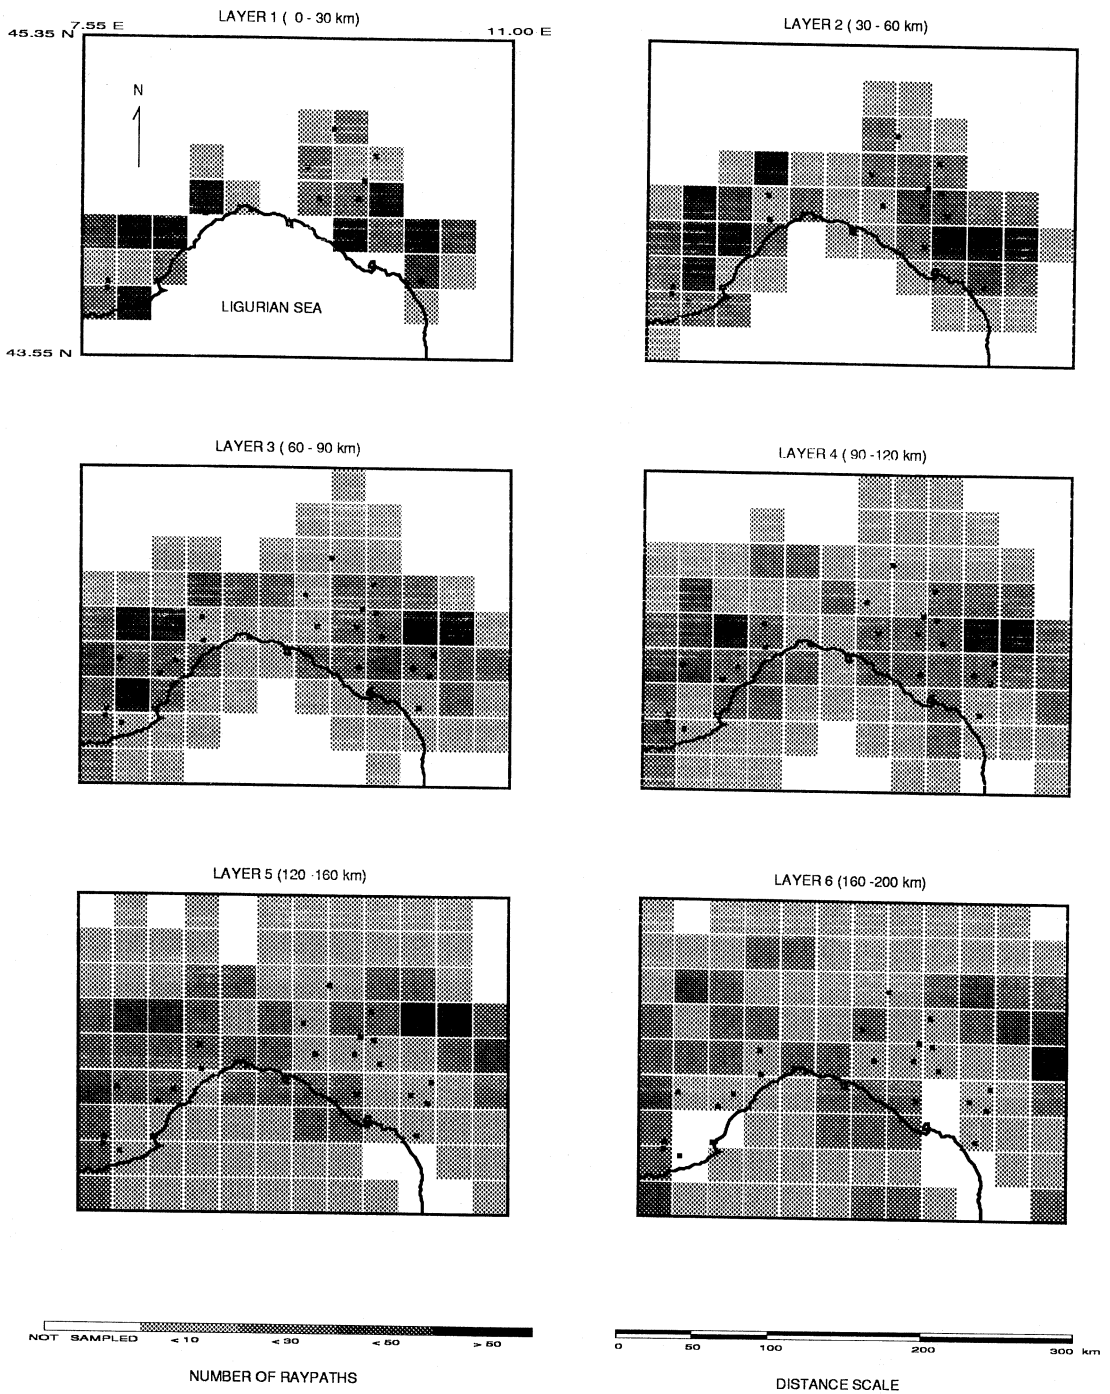 LAYER 1 ( 0 - 30 km)
7.55 E
45.35 N
11.00 E
N
LIGURIAN SEA
43.55 N
LAYER 2 ( 30 - 60 km)
LAYER 3 ( 60 - 90 km)
LAYER 4 ( 90 -120 km)
LAYER 5 (120 -160 km)
LAYER 6 (160 -200 km)
NOT SAMPLED < 10 < 30 < 50 > 50
NUMBER OF RAYPATHS
0 50 100 200 300 km
DISTANCE SCALE